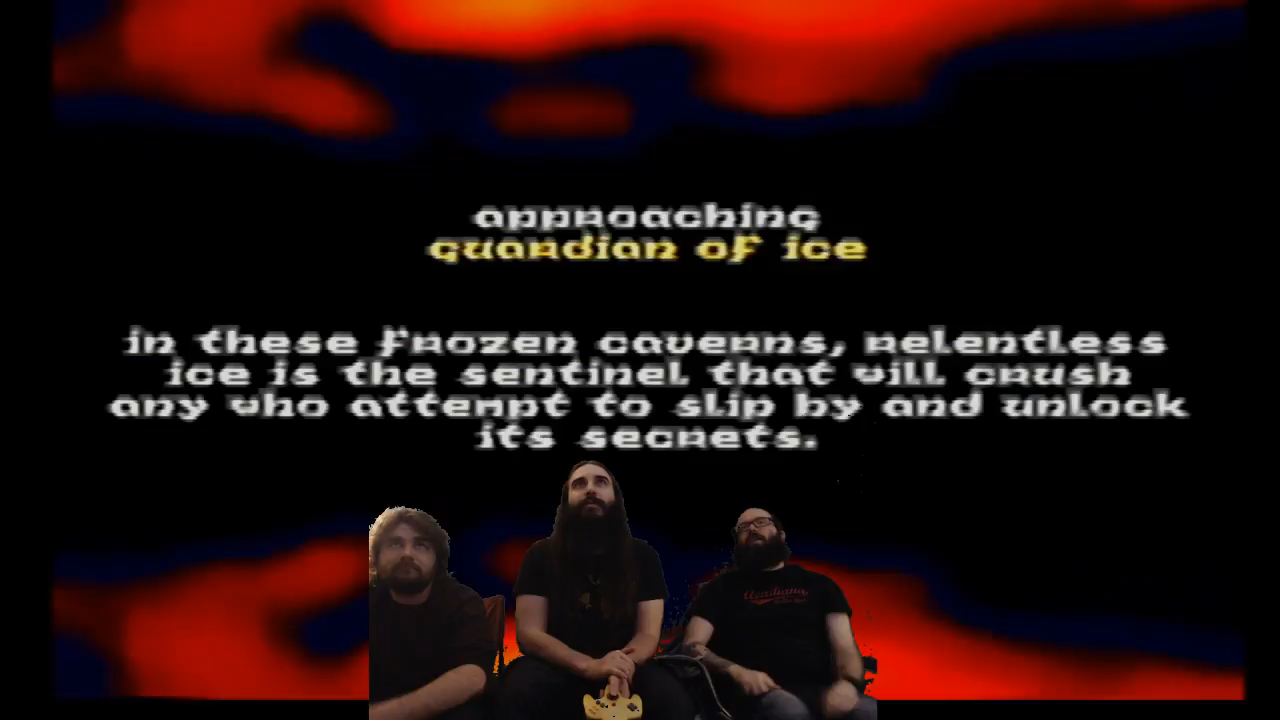 approaching
guardian of ice
in these frozen caverns, relentless
ice is the sentinel that will crush
any who attempt to slip by and unlock
its secrets.